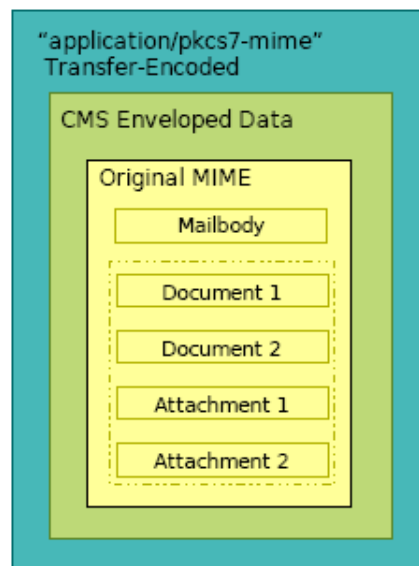 “application/pkcs7-mime”
Transfer-Encoded
CMS Enveloped Data
Original MIME
Mailbody
Document 1
Document 2
Attachment 1
Attachment 2